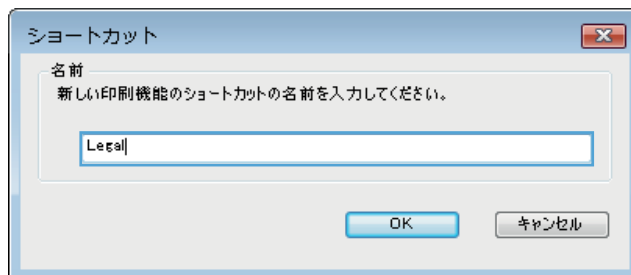 ショートカット
名前
新しい印刷機能のショートカットの名前を入力してください。
Legal
OK
キャンセル